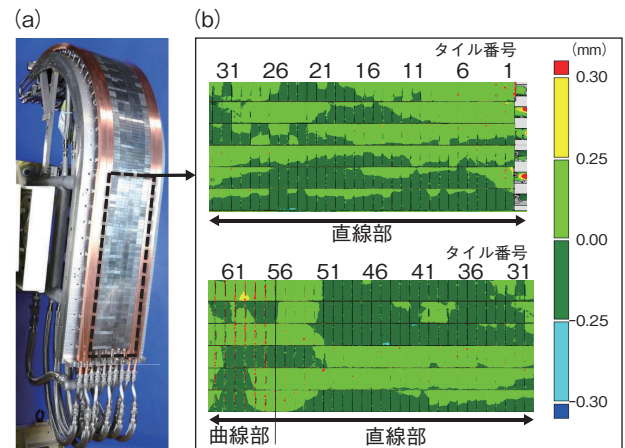 (a)
(b)
タイル番号
31 26 21 16 11 6 1
直線部
タイル番号
61 56 51 46 41 36 31
曲線部 直線部
(mm)
0.30
0.25
0.00
-0.25
-0.30